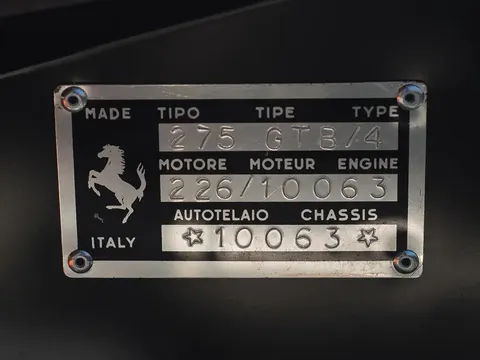 MADE TIPO TIPE TYPE
275 GTB/4
MOTORE MOTEUR ENGINE
226/10063
AUTOTELAIO CHASSIS
ITALY ☆10063☆